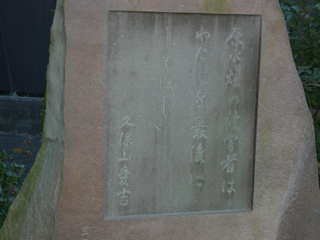 原水爆の被害者は
わたしを最後に
してほしい
久保山愛吉